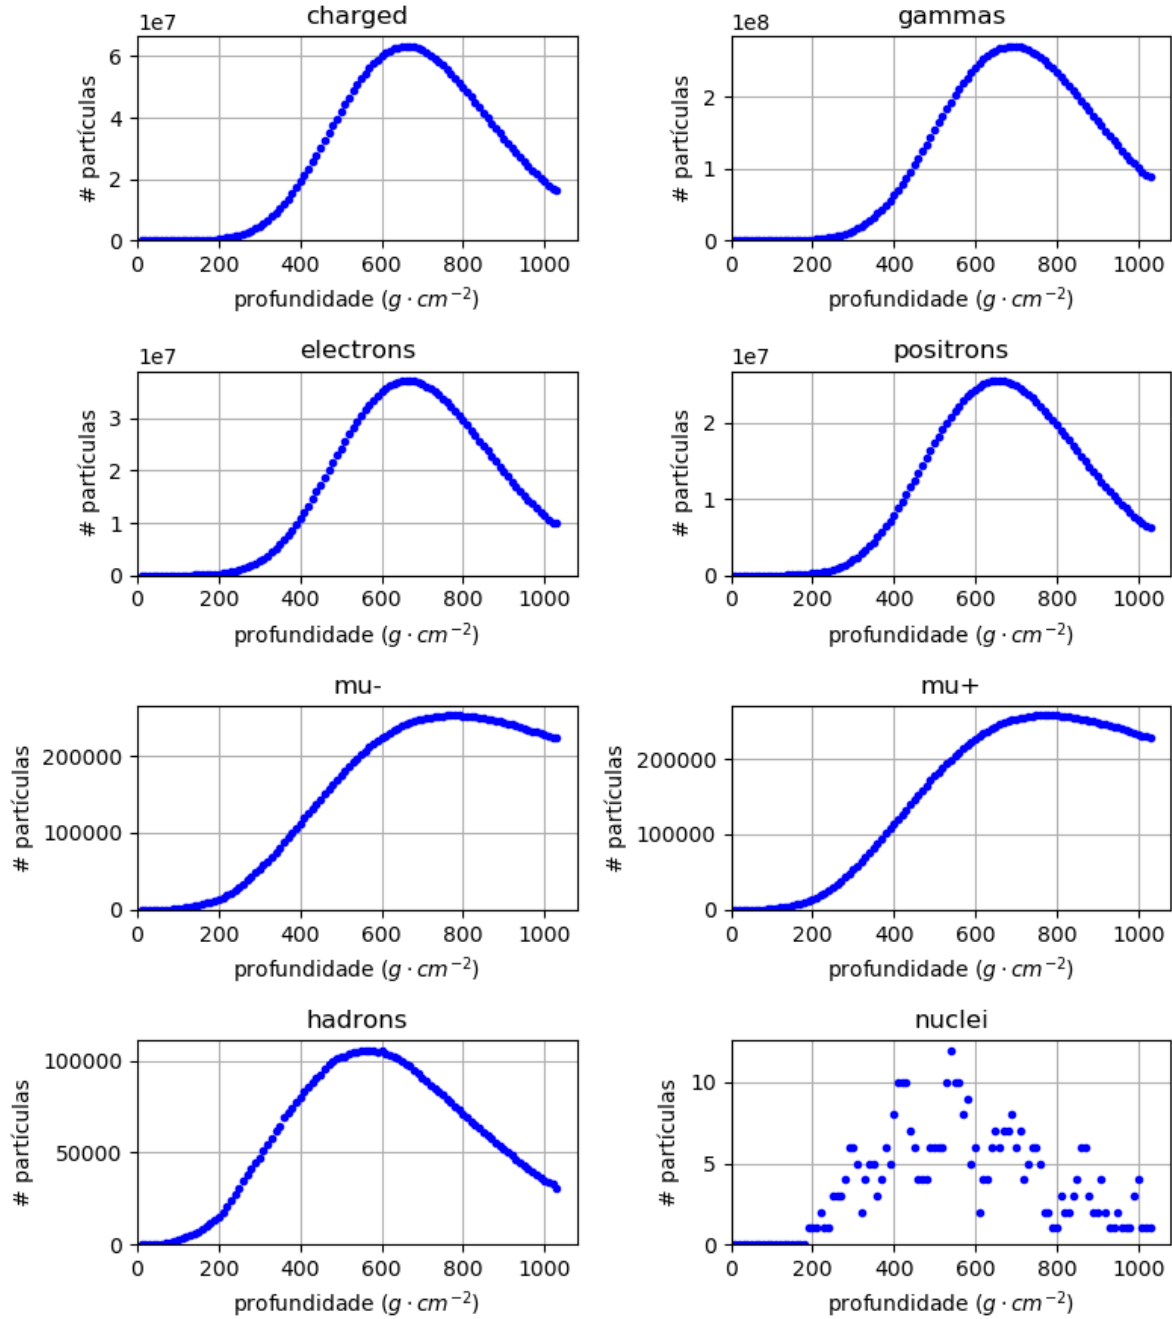 charged
1e7
# partículas
6
4
2
0
0 200 400 600 800 1000
profundidade (g · cm⁻²)
gammas
1e8
# partículas
2
1
0
0 200 400 600 800 1000
profundidade (g · cm⁻²)
electrons
1e7
# partículas
3
2
1
0
0 200 400 600 800 1000
profundidade (g · cm⁻²)
positrons
1e7
# partículas
2
1
0
0 200 400 600 800 1000
profundidade (g · cm⁻²)
mu-
# partículas
200000
100000
0
0 200 400 600 800 1000
profundidade (g · cm⁻²)
mu+
# partículas
200000
100000
0
0 200 400 600 800 1000
profundidade (g · cm⁻²)
hadrons
# partículas
100000
50000
0
0 200 400 600 800 1000
profundidade (g · cm⁻²)
nuclei
# partículas
10
5
0
0 200 400 600 800 1000
profundidade (g · cm⁻²)